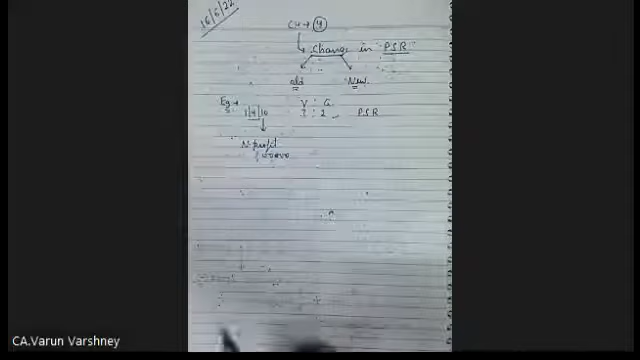 16/6/22
CH → 4
Change in "PSR"
old New
Eg →
V : G
1/4/10 3 : 2 PSR
N. profit
CA.Varun Varshney